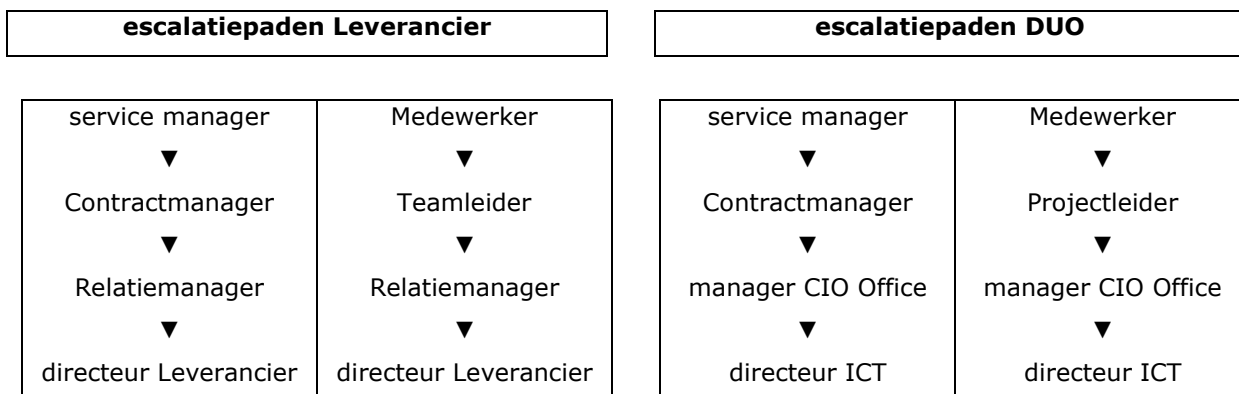 escalatiepaden Leverancier escalatiepaden DUO
service manager Medewerker service manager Medewerker
▼ ▼ ▼ ▼
Contractmanager Teamleider Contractmanager Projectleider
▼ ▼ ▼ ▼
Relatiemanager Relatiemanager manager CIO Office manager CIO Office
▼ ▼ ▼ ▼
directeur Leverancier directeur Leverancier directeur ICT directeur ICT